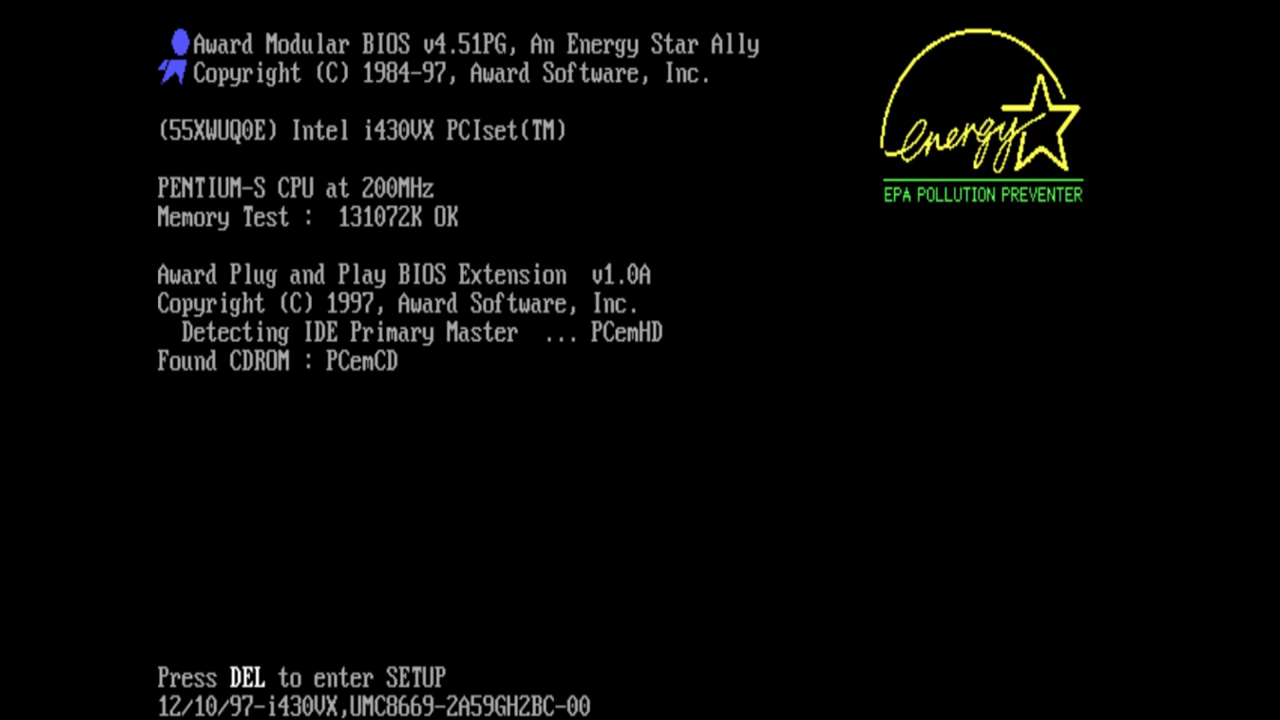 Award Modular BIOS v4.51PG, An Energy Star Ally
Copyright (C) 1984-97, Award Software, Inc.
energy
EPA POLLUTION PREVENTER
(55XWUQ0E) Intel i430VX PCIset(TM)
PENTIUM-S CPU at 200MHz
Memory Test :  131072K OK
Award Plug and Play BIOS Extension  v1.0A
Copyright (C) 1997, Award Software, Inc.
Detecting IDE Primary Master  ... PCemHD
Found CDROM : PCemCD
Press DEL to enter SETUP
12/10/97-i430VX,UMC8669-2A59GH2BC-00